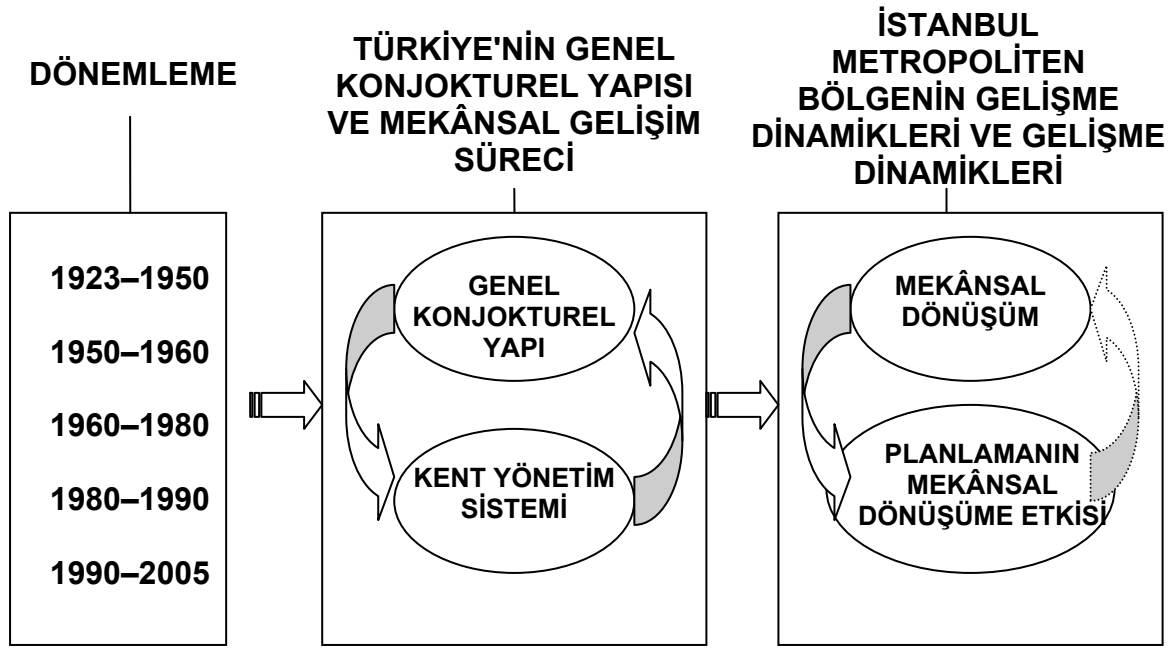 DÖNEMLEME
1923–1950
1950–1960
1960–1980
1980–1990
1990–2005
TÜRKİYE'NİN GENEL
KONJOKTUREL YAPISI
VE MEKÂNSAL GELİŞİM
SÜRECİ
GENEL
KONJOKTUREL
YAPI
KENT YÖNETİM
SİSTEMİ
İSTANBUL
METROPOLİTEN
BÖLGENİN GELİŞME
DİNAMİKLERİ VE GELİŞME
DİNAMİKLERİ
MEKÂNSAL
DÖNÜŞÜM
PLANLAMANIN
MEKÂNSAL
DÖNÜŞÜME ETKİSİ